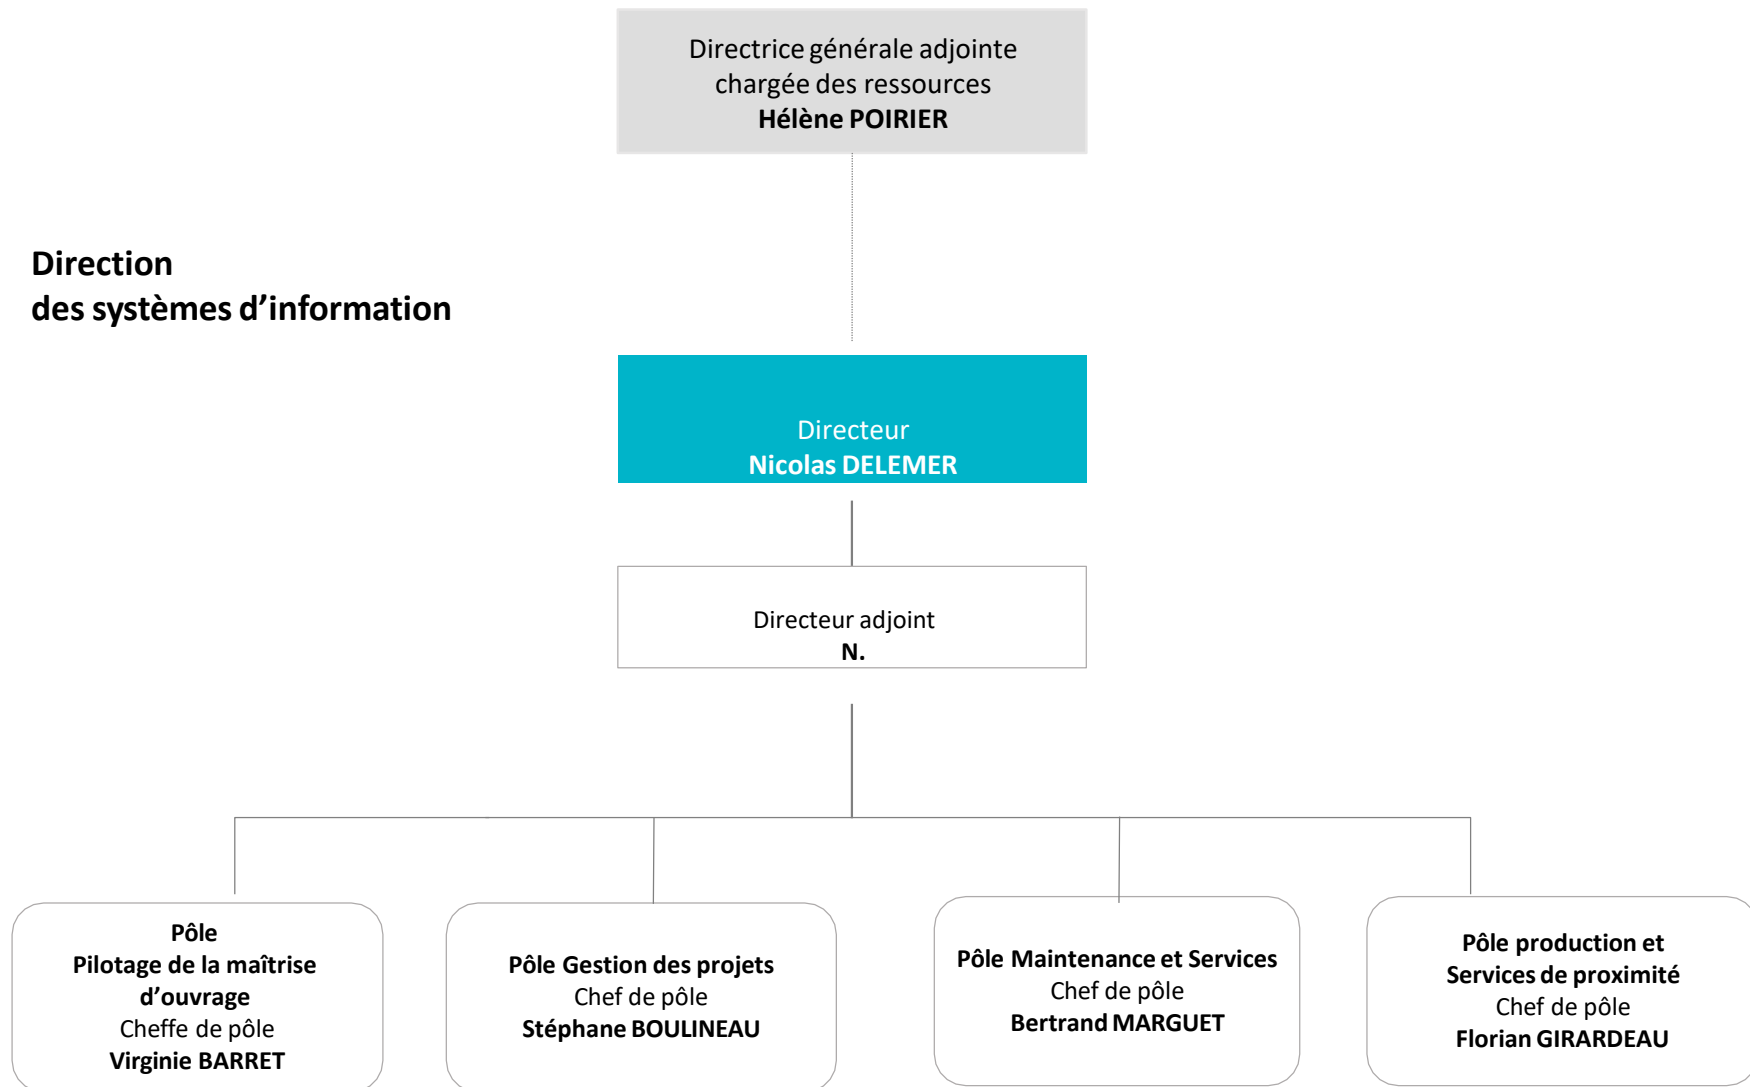 Directrice générale adjointe
chargée des ressources
Hélène POIRIER
Direction
des systèmes d’information
Directeur
Nicolas DELEMER
Directeur adjoint
N.
Pôle
Pilotage de la maîtrise
d’ouvrage
Cheffe de pôle
Virginie BARRET
Pôle Gestion des projets
Chef de pôle
Stéphane BOULINEAU
Pôle Maintenance et Services
Chef de pôle
Bertrand MARGUET
Pôle production et
Services de proximité
Chef de pôle
Florian GIRARDEAU